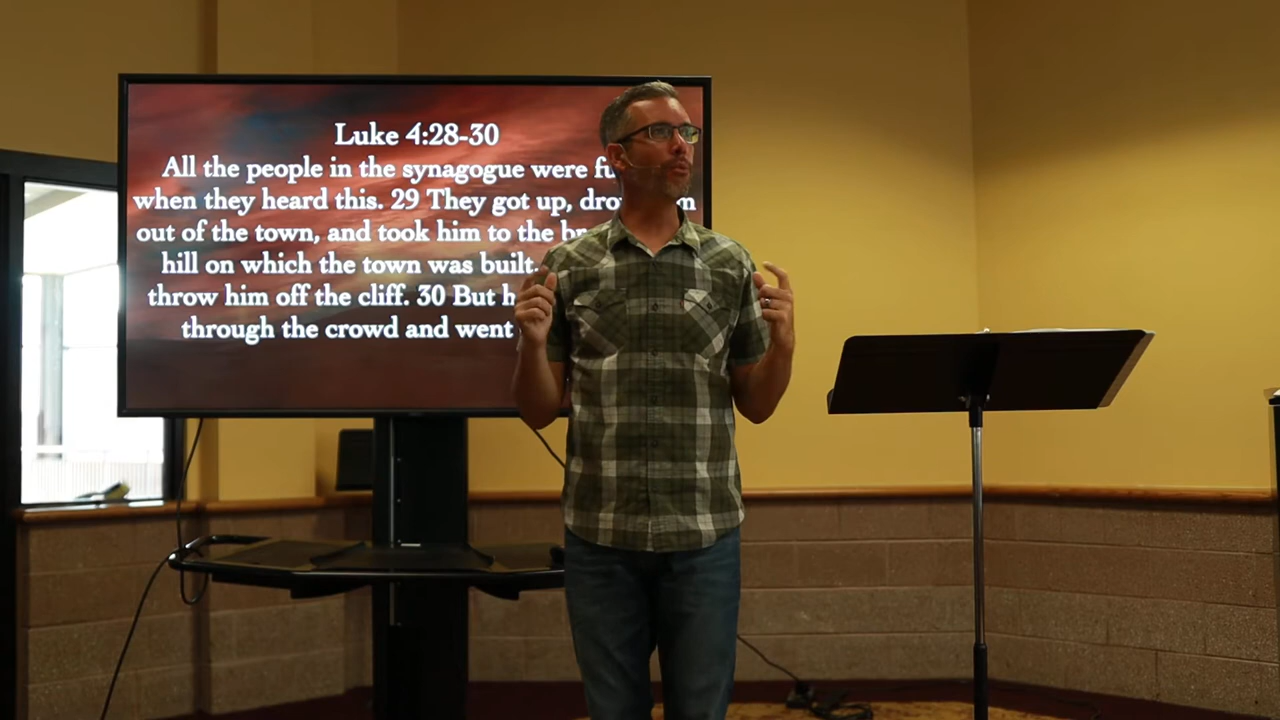 Luke 4:28-30
All the people in the synagogue were
when they heard this. 29 They got up,
out of the town, and took him to the
hill on which the town was built.
throw him off the cliff. 30 But
through the crowd and went